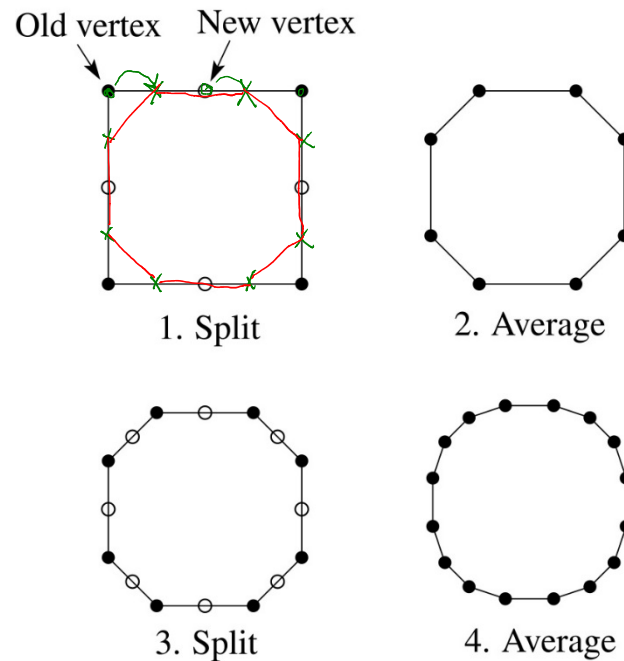 Old vertex
New vertex
1. Split
2. Average
3. Split
4. Average